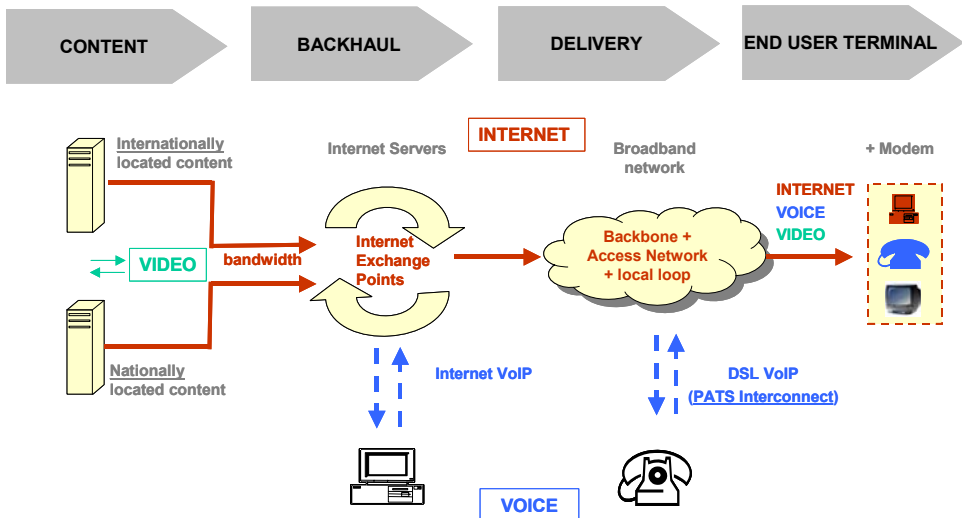 CONTENT
BACKHAUL
DELIVERY
END USER TERMINAL
INTERNET
Internationally
located content
Internet Servers
Broadband
network
+ Modem
INTERNET
VOICE
VIDEO
VIDEO
bandwidth
Internet
Exchange
Points
Backbone +
Access Network
+ local loop
Nationally
located content
Internet VoIP
DSL VoIP
(PATS Interconnect)
VOICE